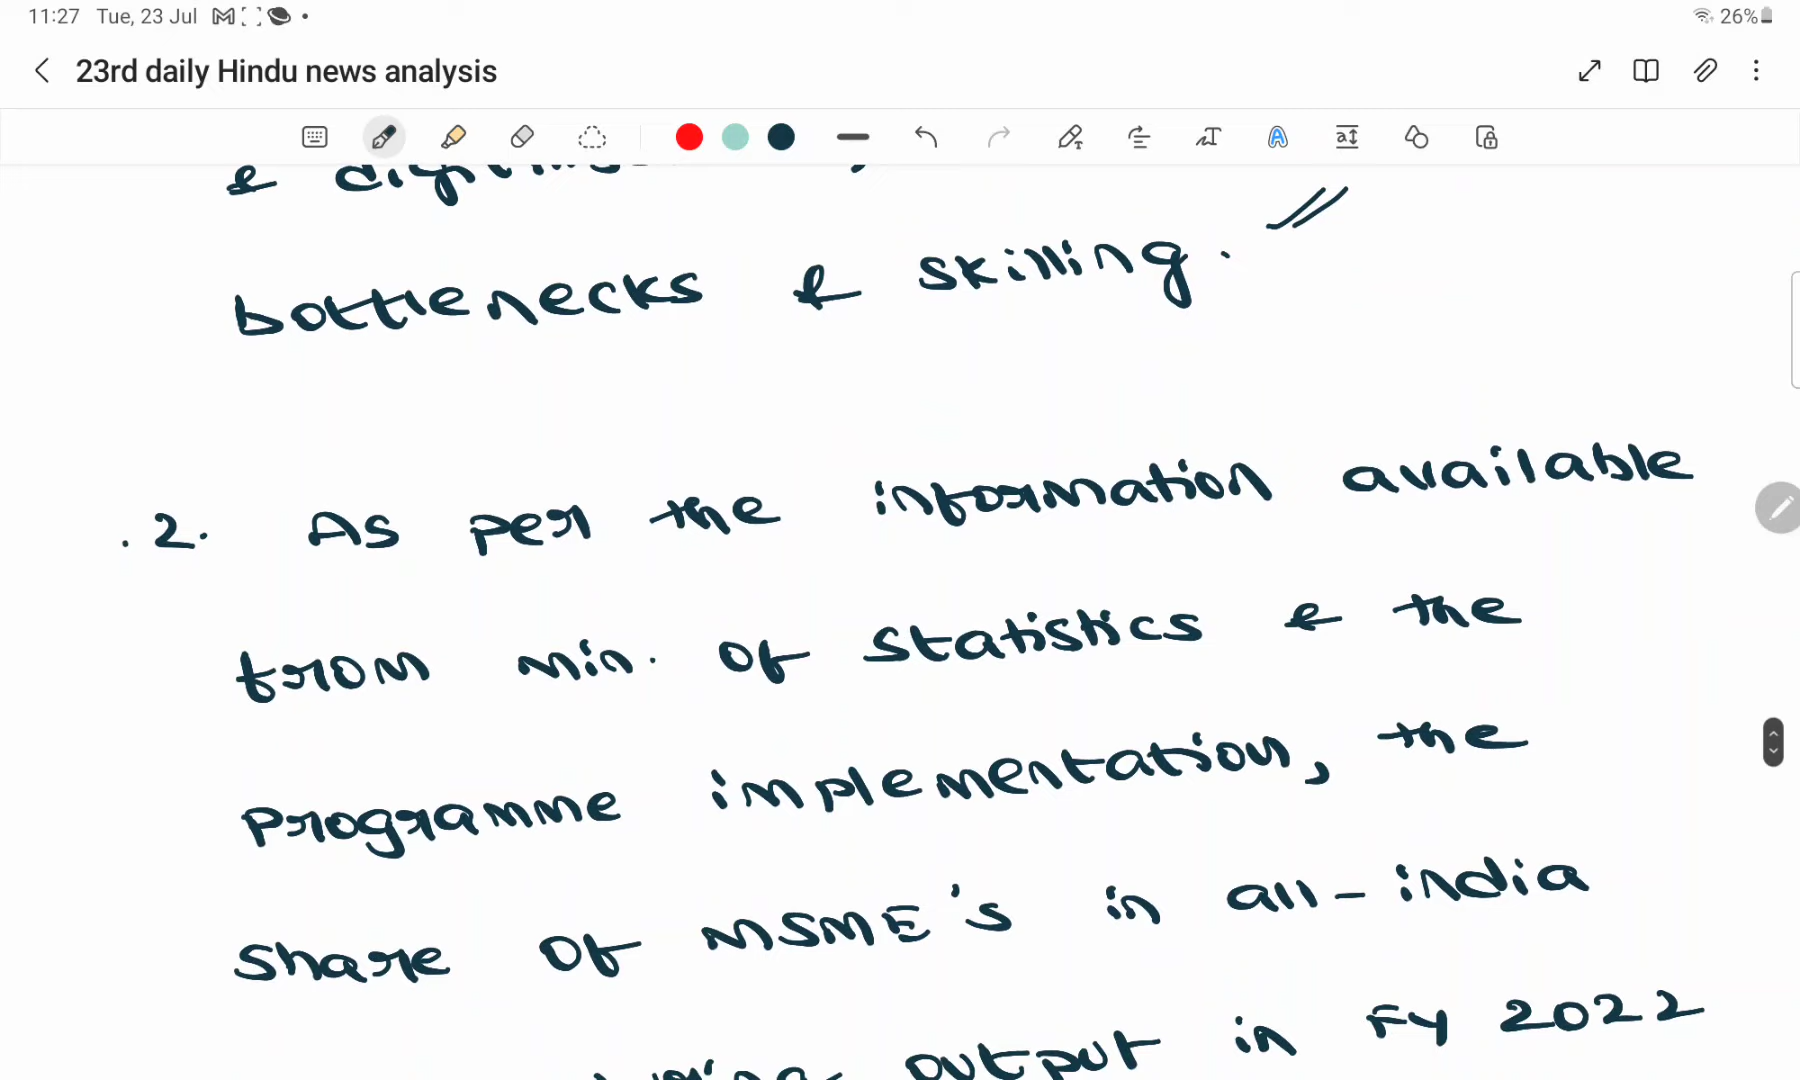 11:27 Tue, 23 Jul
26%
23rd daily Hindu news analysis
&
bottlenecks & skilling.
2. As per the information available
from Min. of Statistics & the
Programme implementation, the
share of MSME's in all-india
output in FY 2022